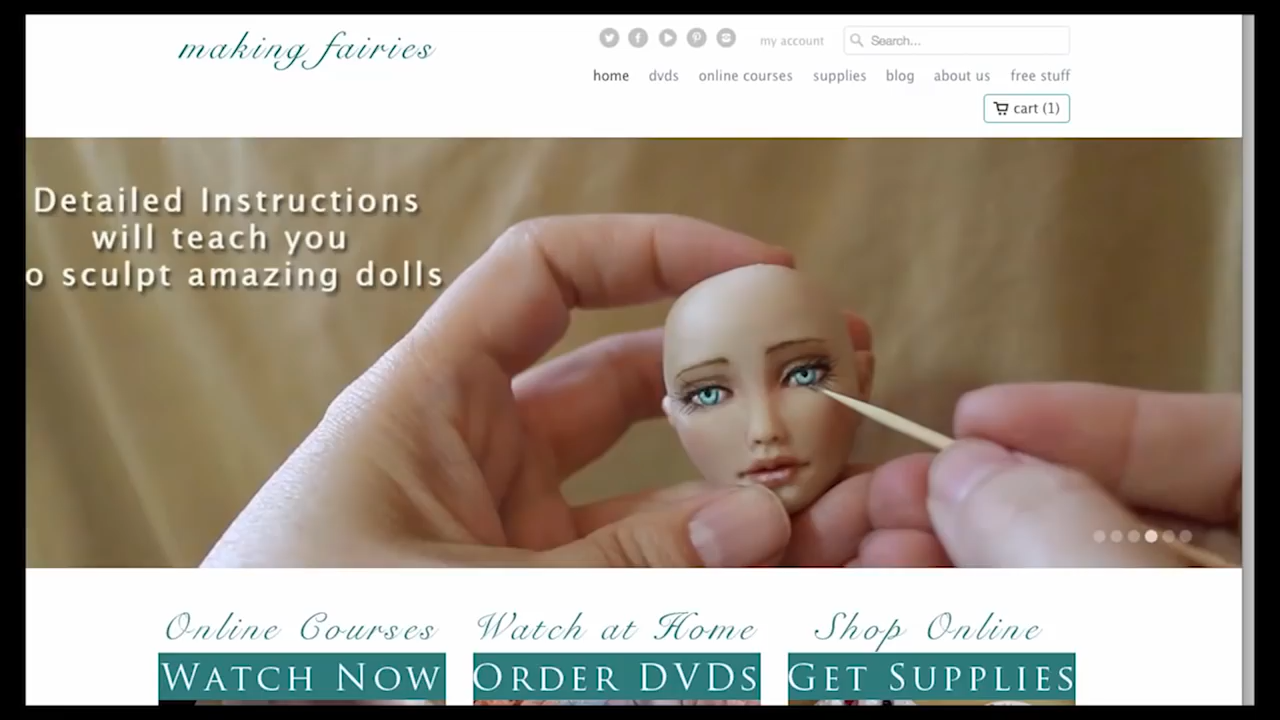 making fairies
my account
Search...
home dvds online courses supplies blog about us free stuff
cart (1)
Detailed Instructions
will teach you
o sculpt amazing dolls
Online Courses
Watch at Home
Shop Online
WATCH NOW
ORDER DVDS
GET SUPPLIES